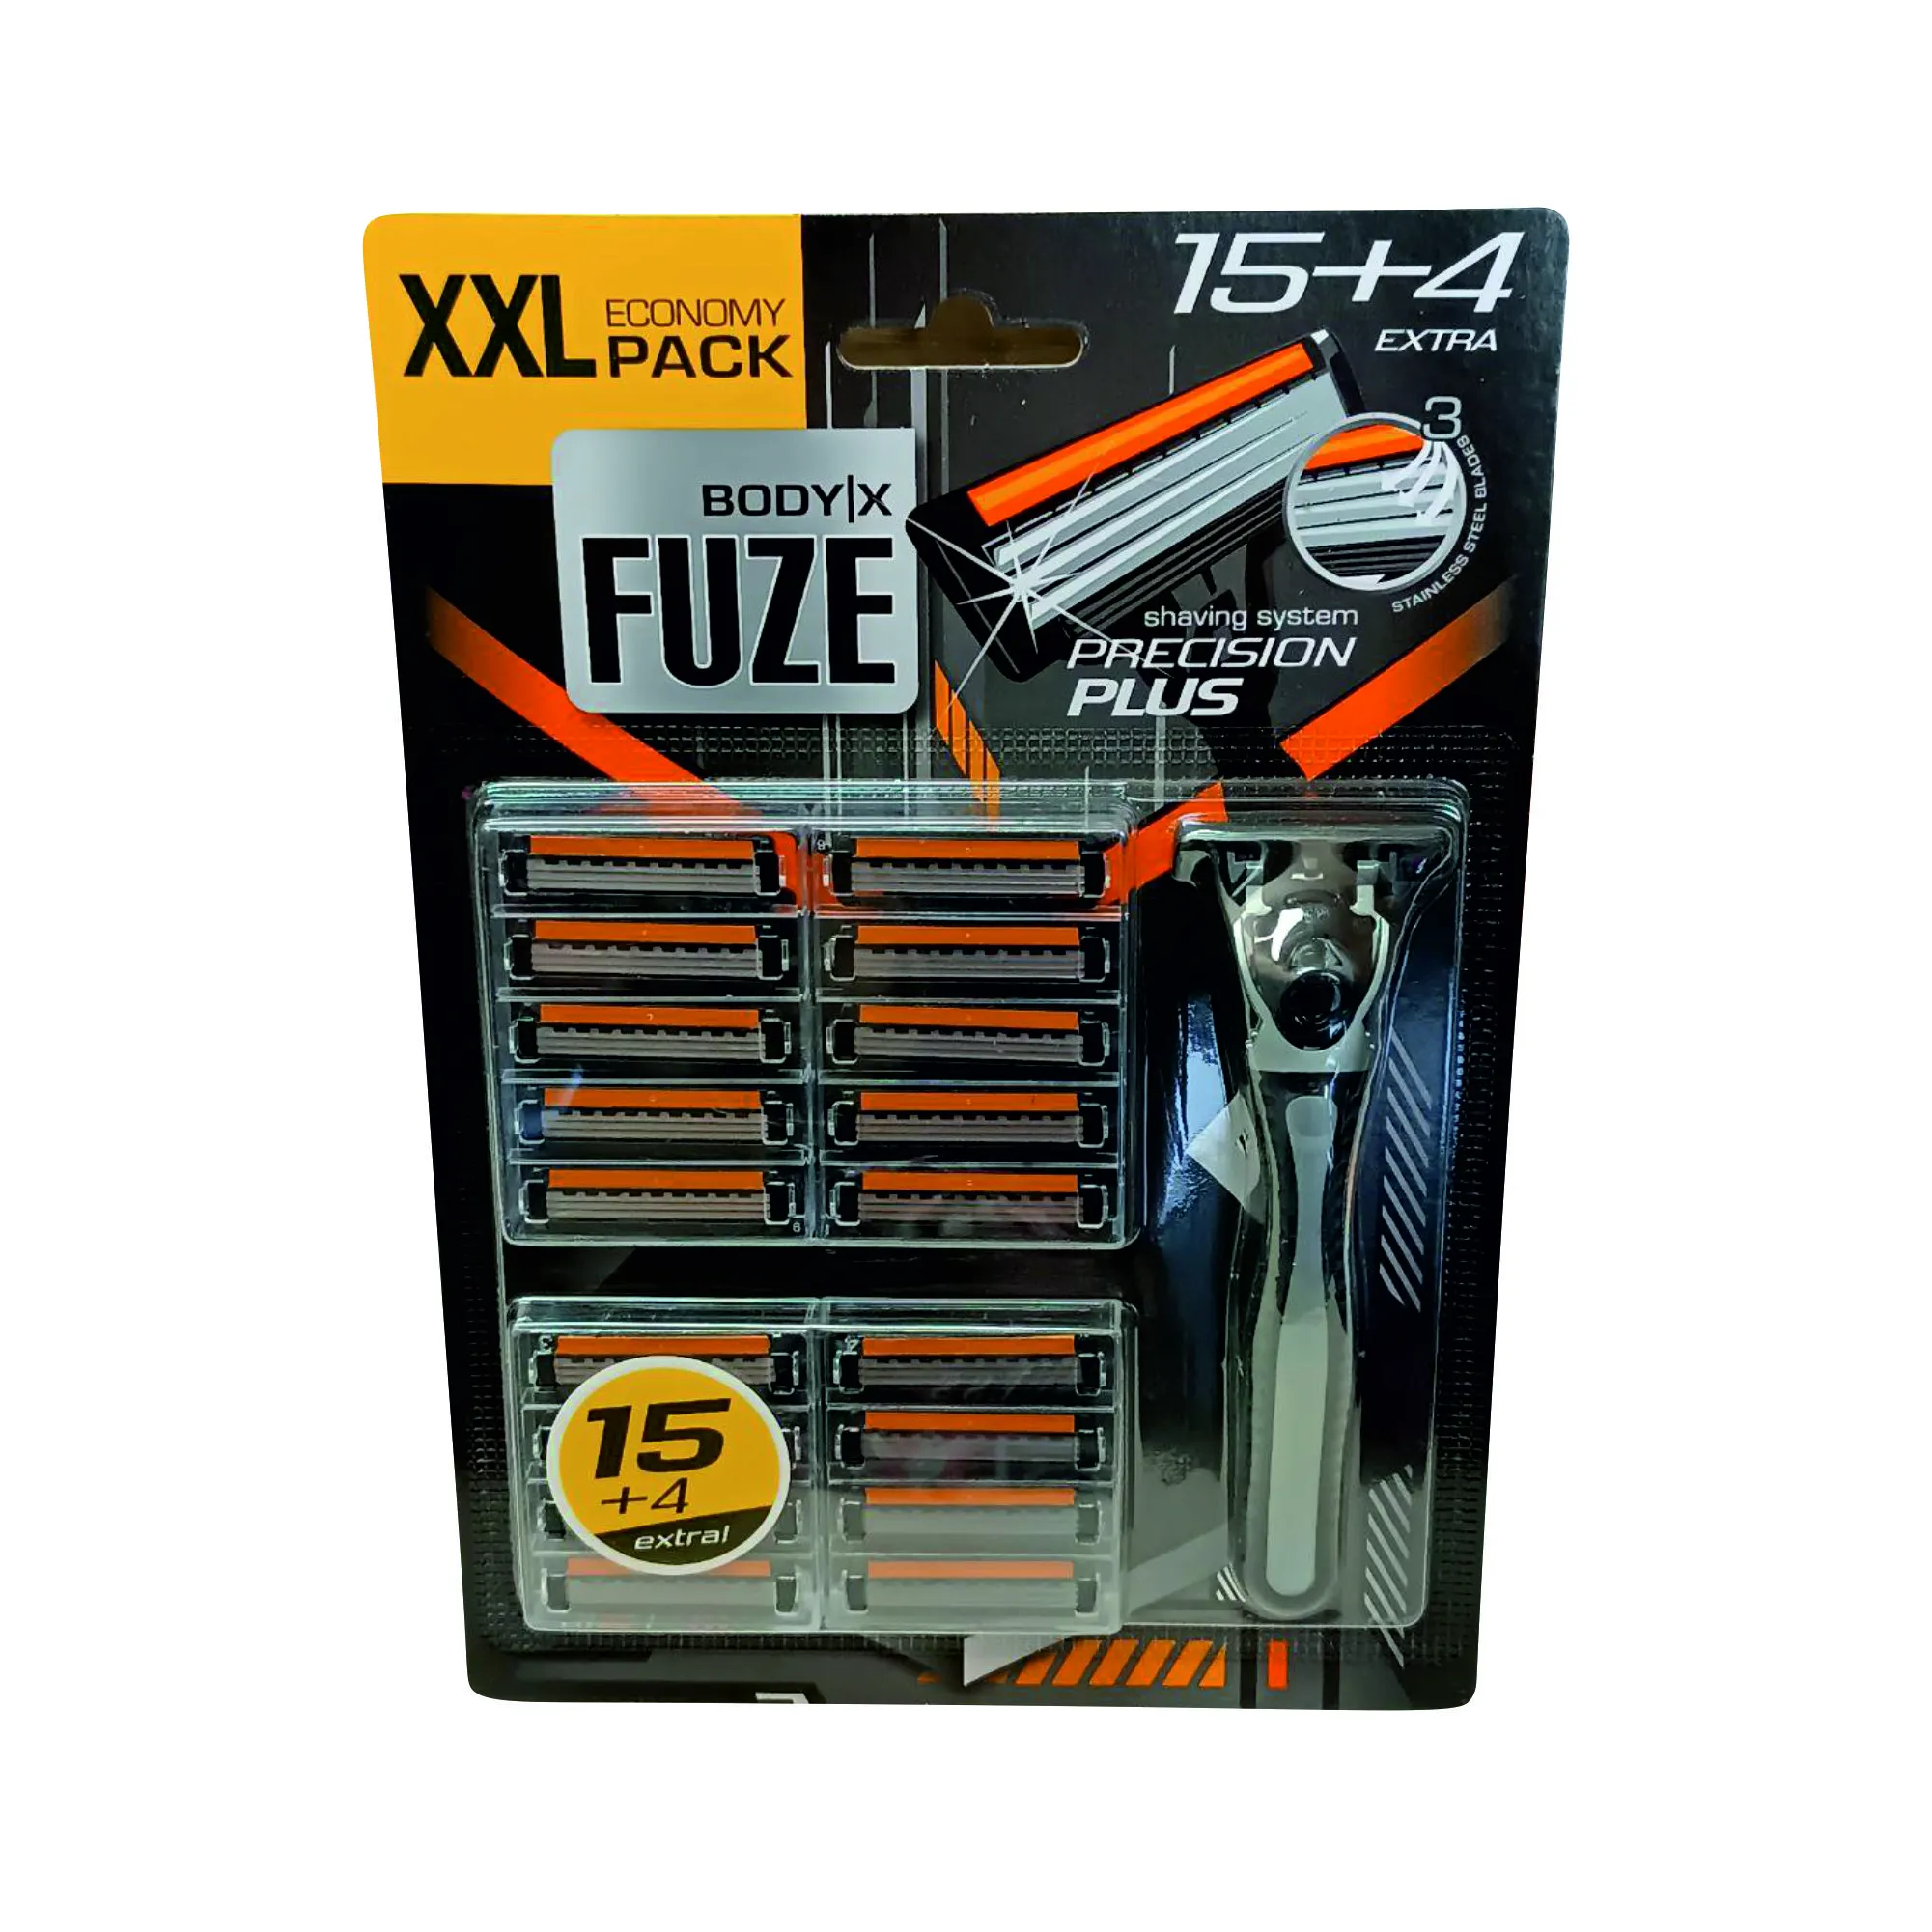 XXL ECONOMY
PACK
15+4
EXTRA
BODY|X
FUZE
3
STAINLESS STEEL BLADES
shaving system
PRECISION
PLUS
15
+4
extra!